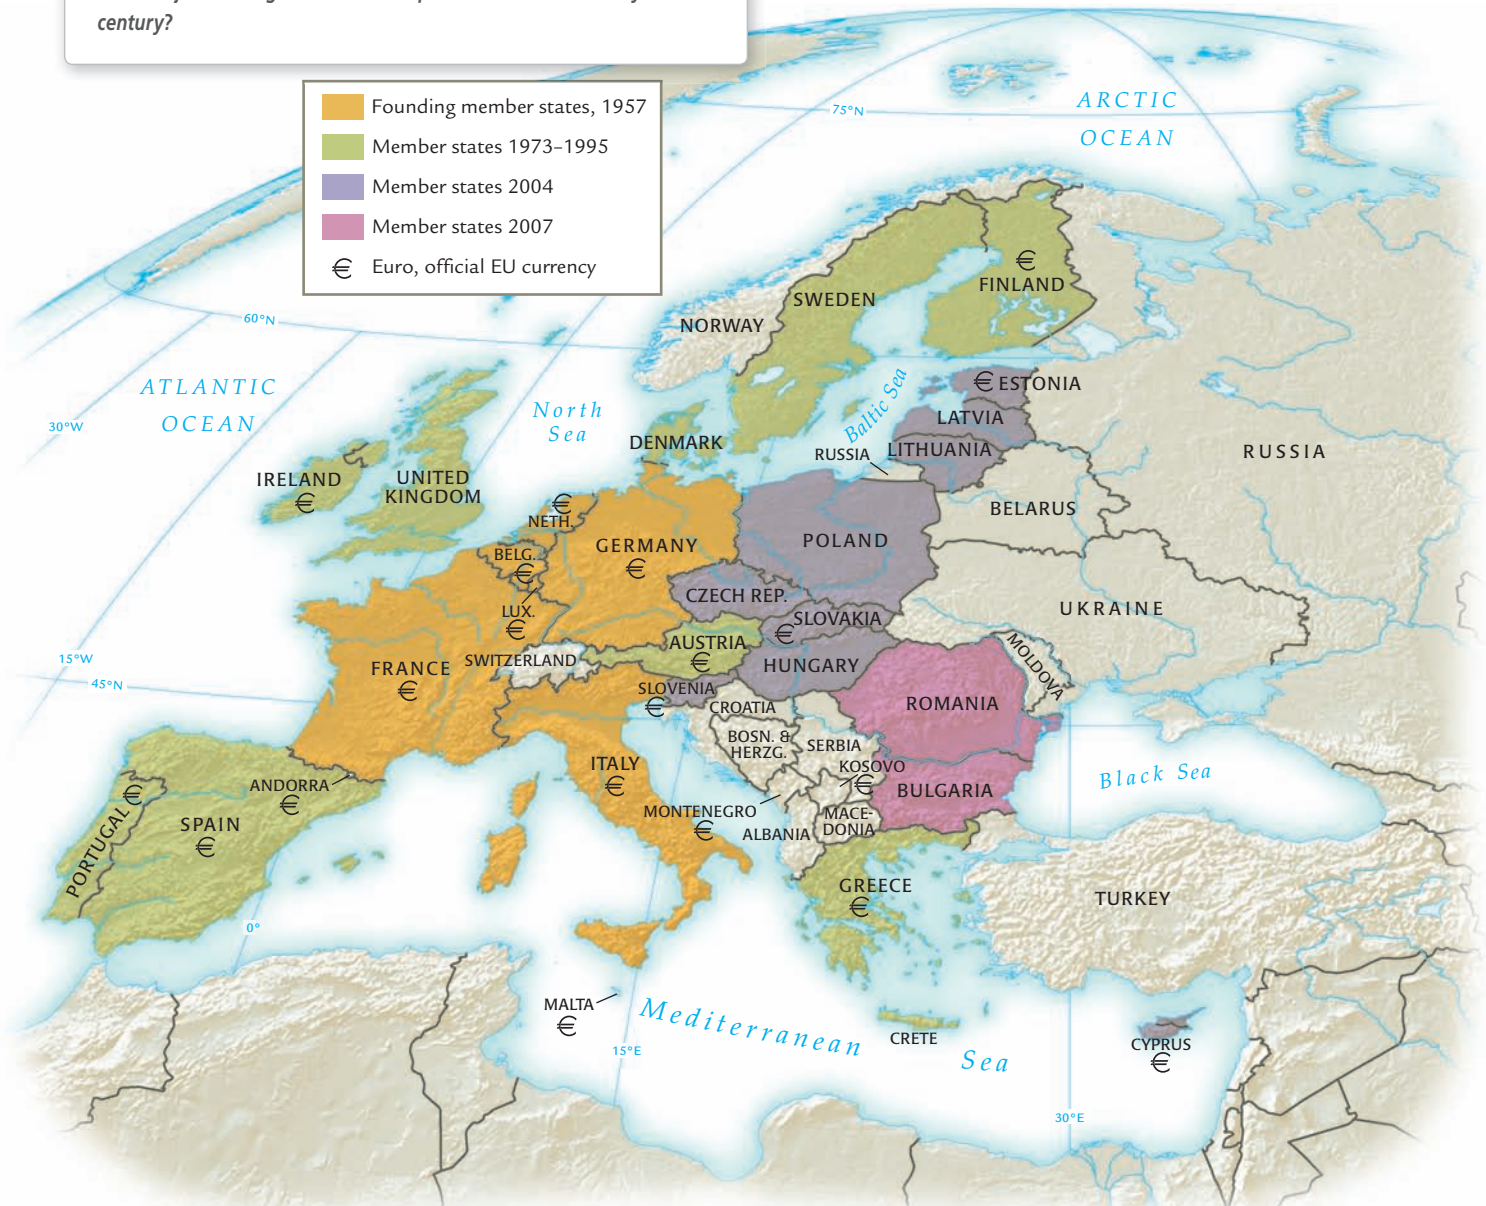 century?
Founding member states, 1957
Member states 1973–1995
Member states 2004
Member states 2007
€ Euro, official EU currency
75°N
ARCTIC
OCEAN
60°N
ATLANTIC
OCEAN
30°W
North
Sea
Baltic Sea
NORWAY
SWEDEN
FINLAND
€
€ ESTONIA
LATVIA
LITHUANIA
RUSSIA
RUSSIA
DENMARK
IRELAND
€
UNITED
KINGDOM
NETH.
€
BELG.
€
LUX.
€
GERMANY
€
POLAND
BELARUS
UKRAINE
CZECH REP.
SLOVAKIA
€
AUSTRIA
€
HUNGARY
MOLDOVA
15°W
45°N
FRANCE
€
SWITZERLAND
SLOVENIA
€
CROATIA
ROMANIA
BOSN. &
HERZG.
SERBIA
KOSOVO
€
ITALY
€
MONTENEGRO
€
ALBANIA
MACE-
DONIA
BULGARIA
Black Sea
ANDORRA
€
PORTUGAL €
SPAIN
€
GREECE
€
TURKEY
0°
MALTA
€
Mediterranean
Sea
CRETE
CYPRUS
€
15°E
30°E